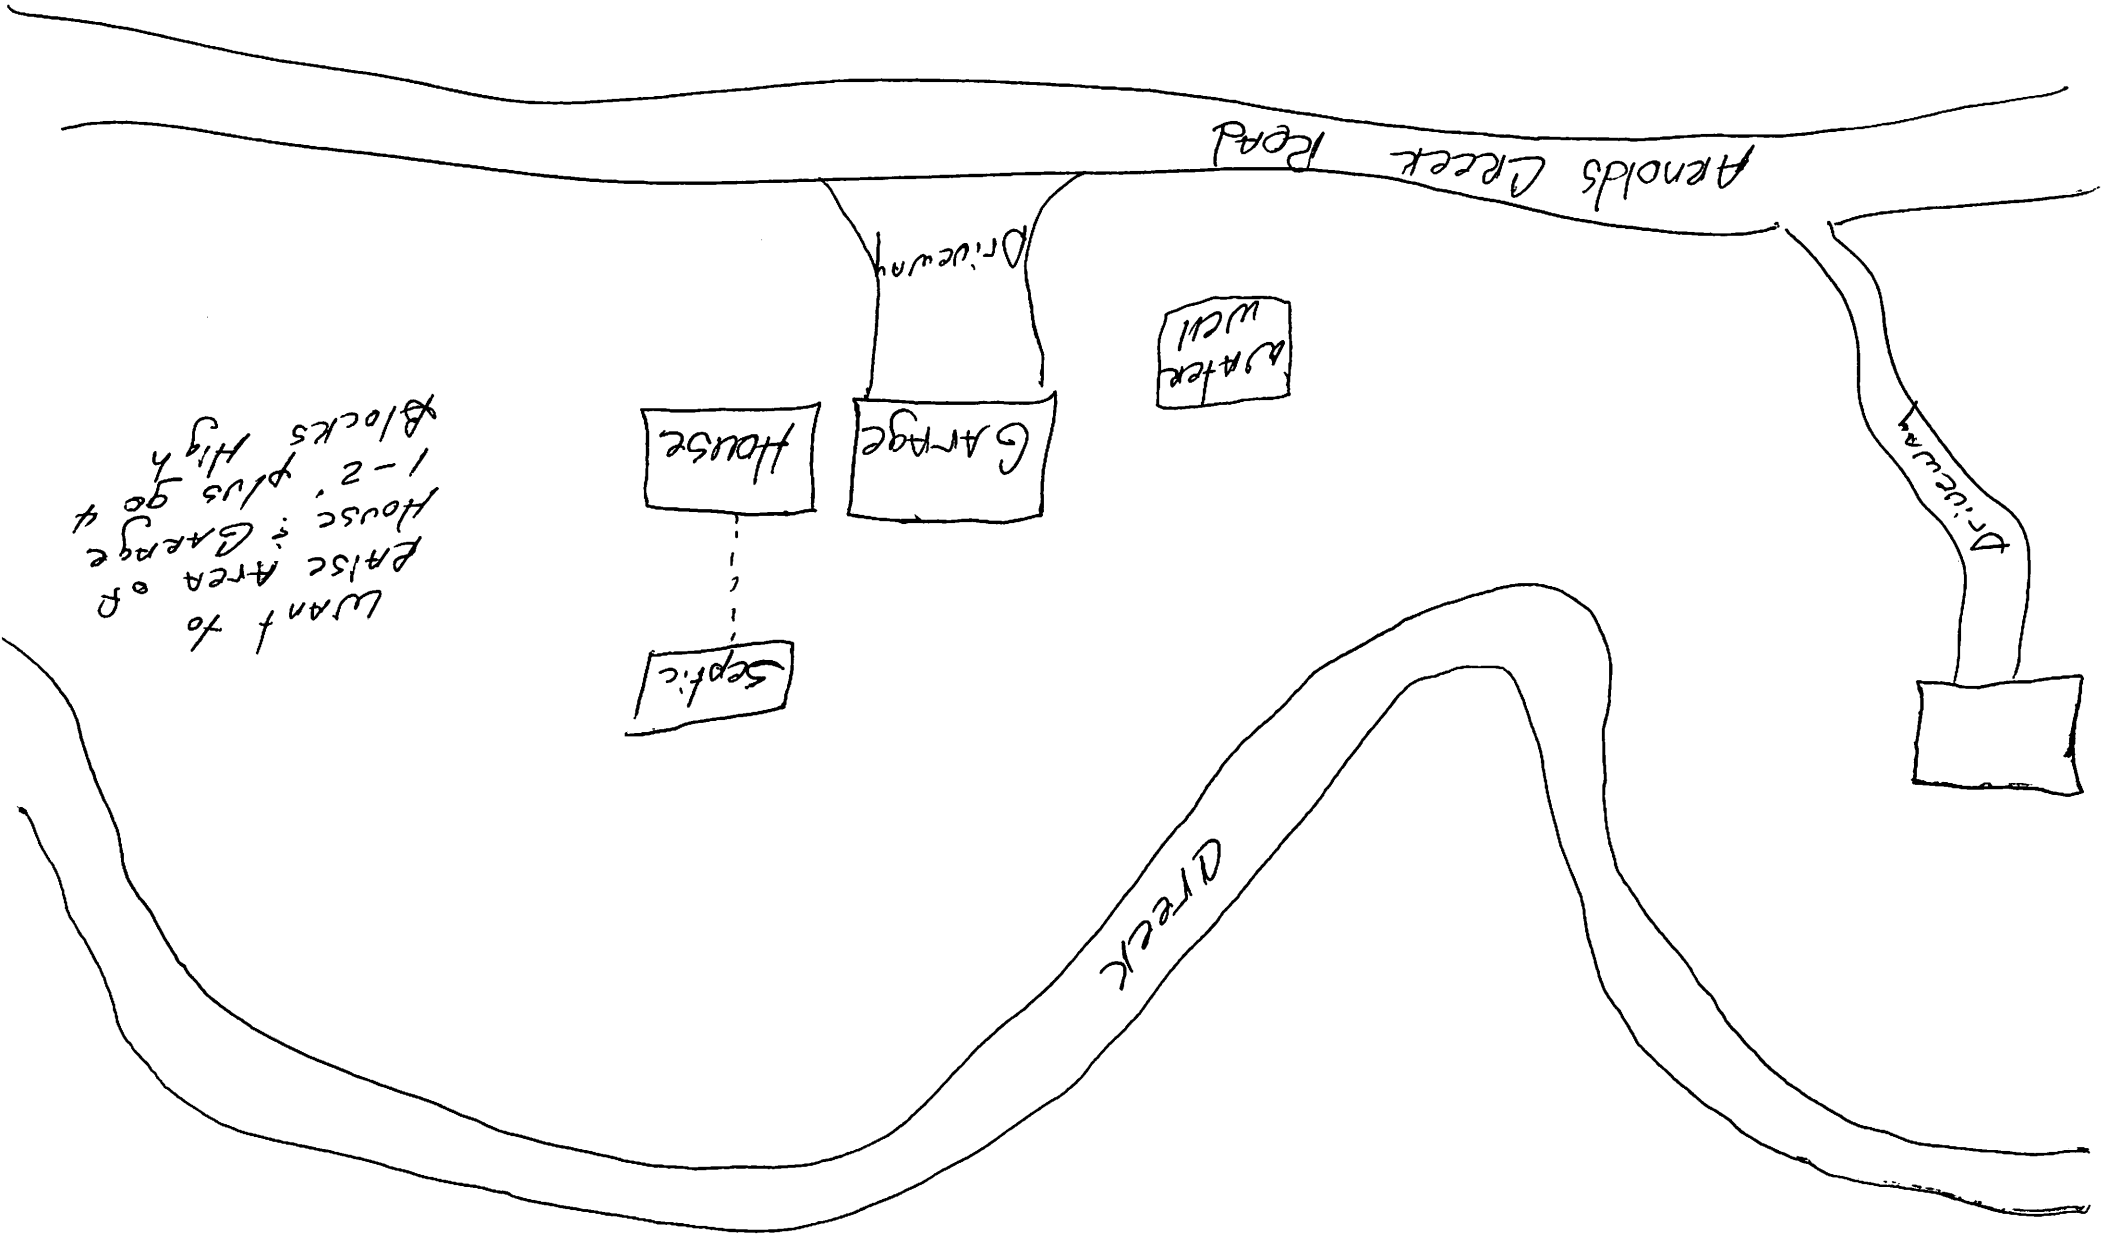 Want to
Raise Area of
House & Garage
1-2' plus go 4
Blocks High
Septic
House
Garage
Water
Well
Driveway
Driveway
Creek
Arnolds Creek Road